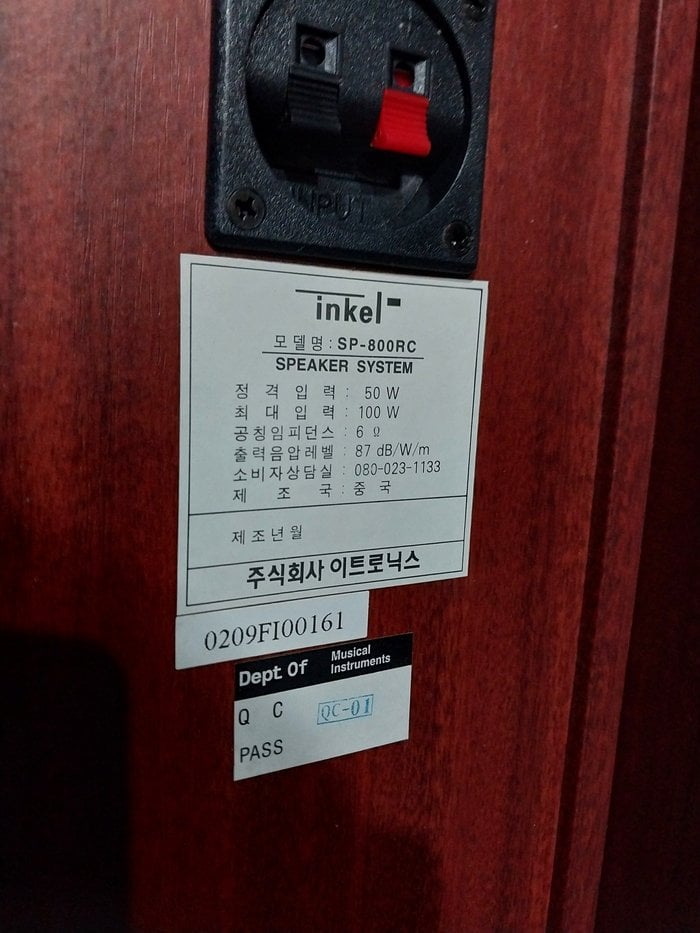 INPUT
inkel
모델명 : SP-800RC
SPEAKER SYSTEM
정격입력 : 50 W
최대입력 : 100 W
공칭임피던스 : 6 Ω
출력음압레벨 : 87 dB/W/m
소비자상담실 : 080-023-1133
제조국 : 중국
제조년월
주식회사 이트로닉스
0209FI00161
Dept Of Musical Instruments
Q C QC-01
PASS